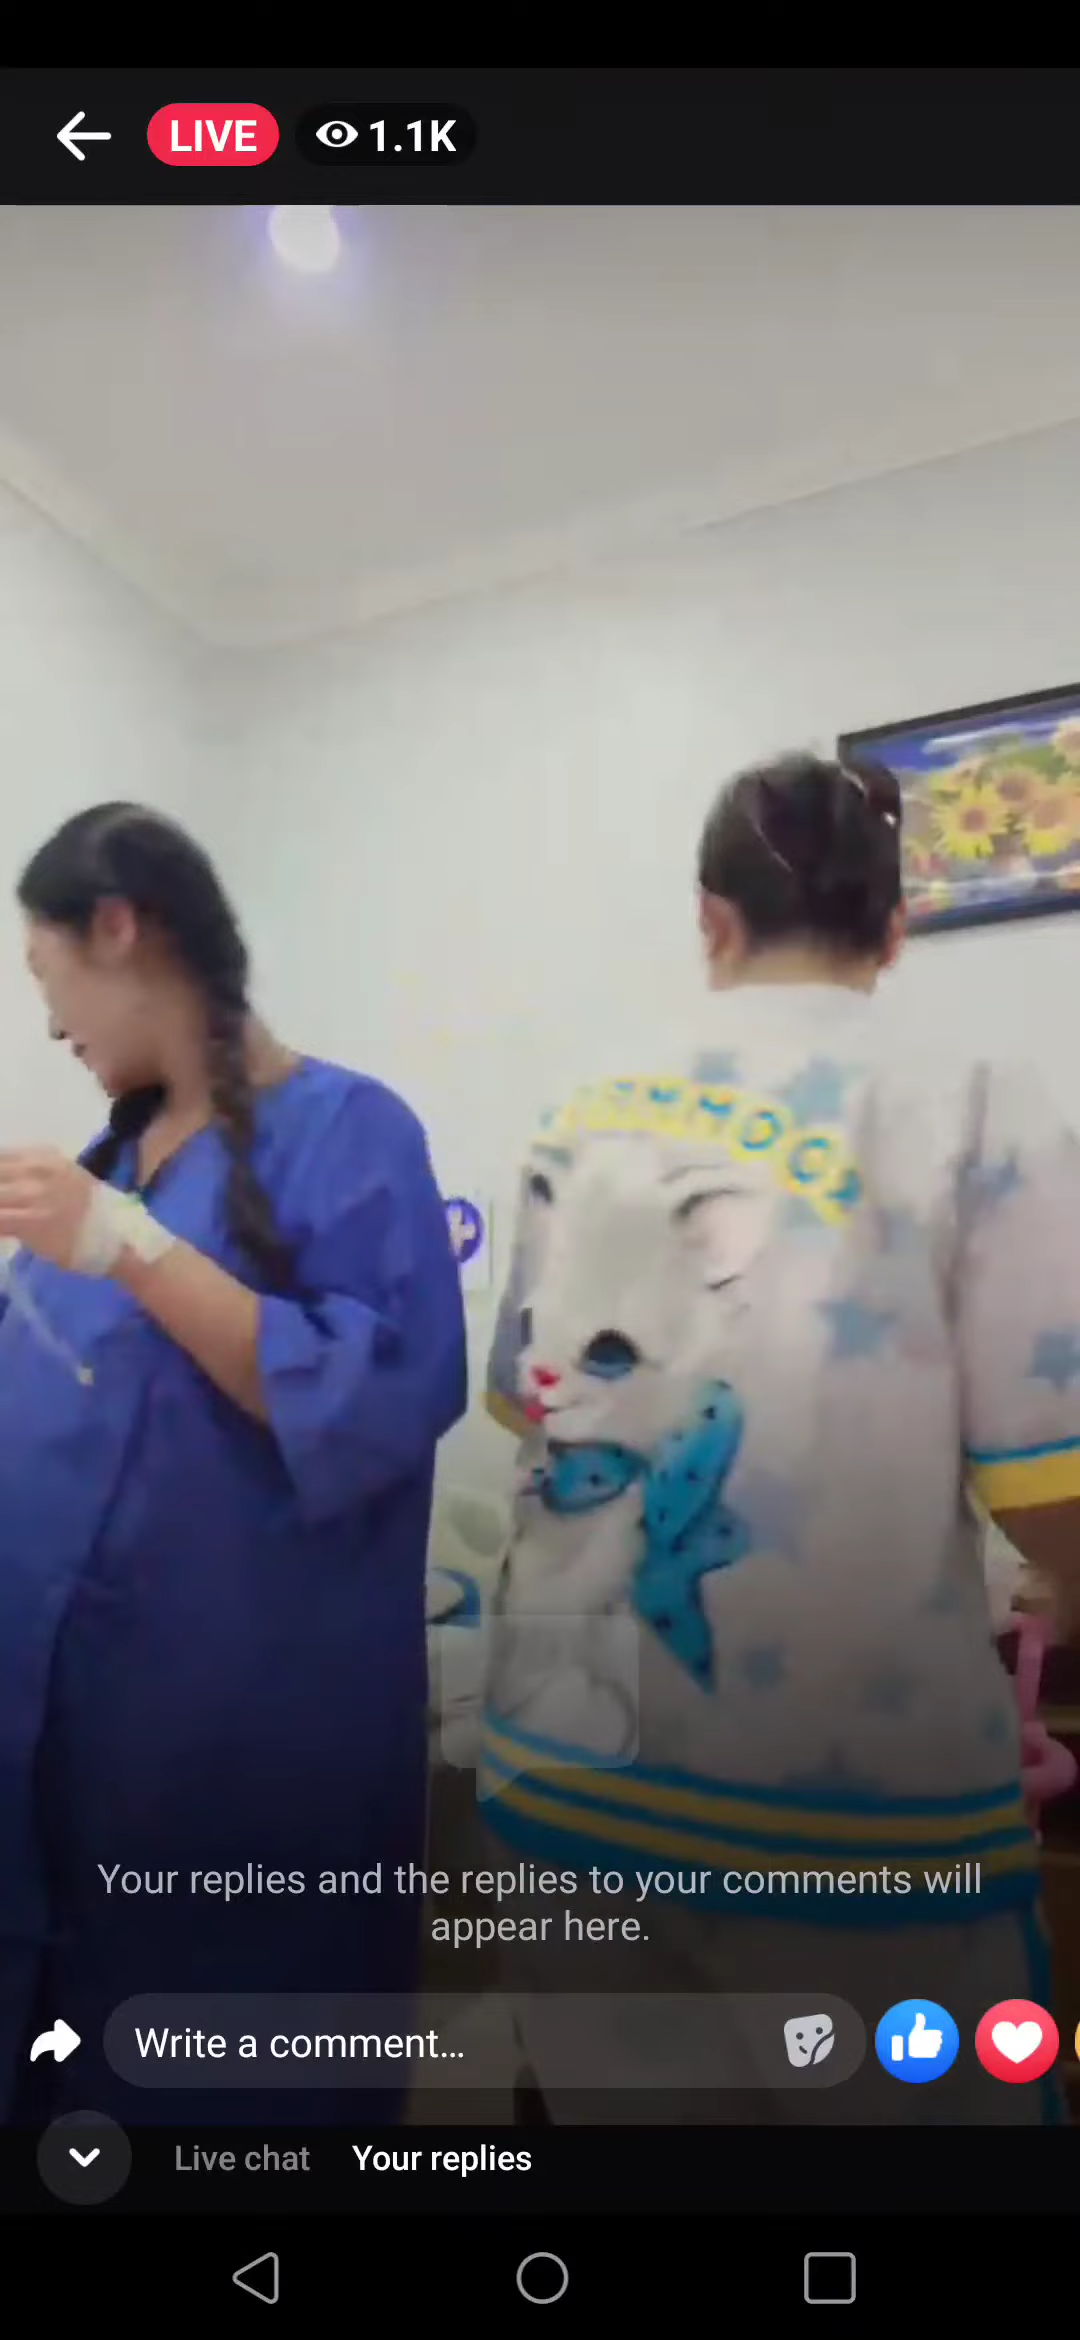 LIVE
1.1K
Your replies and the replies to your comments will
appear here.
Write a comment...
Live chat
Your replies